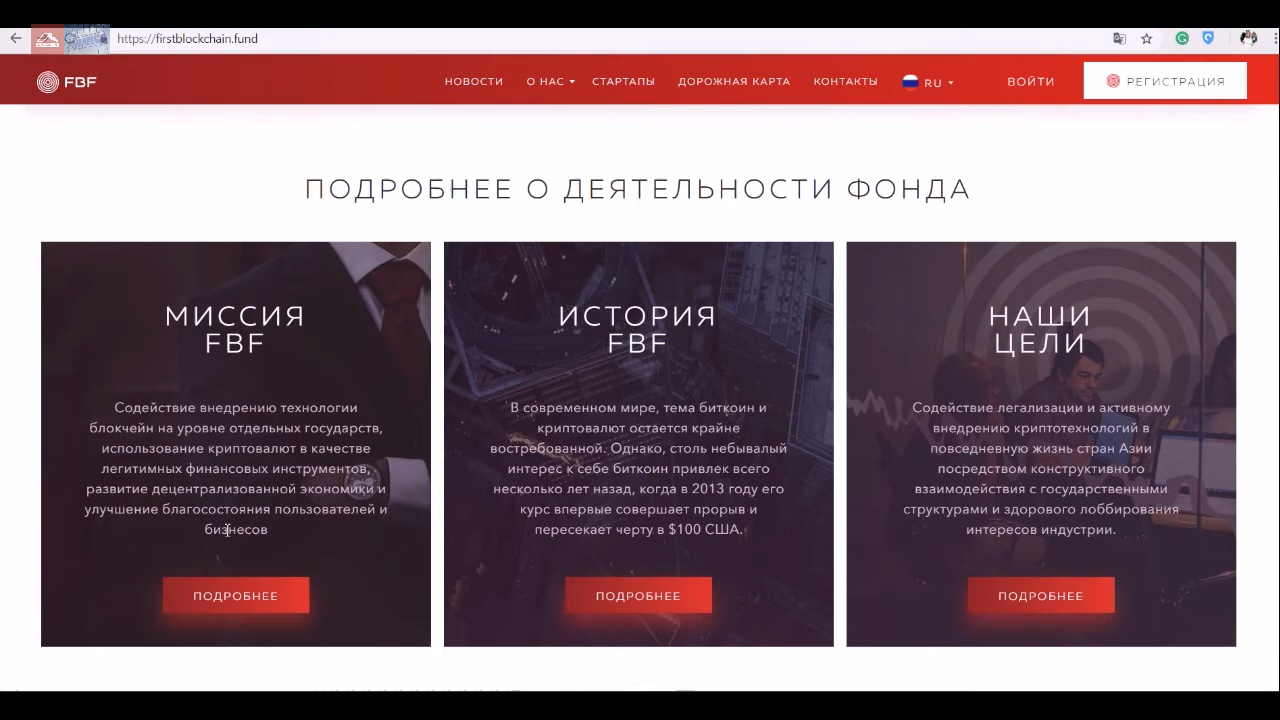 https://firstblockchain.fund
FBF
НОВОСТИ
О НАС
СТАРТАПЫ
ДОРОЖНАЯ КАРТА
КОНТАКТЫ
RU
ВОЙТИ
РЕГИСТРАЦИЯ
ПОДРОБНЕЕ О ДЕЯТЕЛЬНОСТИ ФОНДА
МИССИЯ
FBF
Содействие внедрению технологии
блокчейн на уровне отдельных государств,
использование криптовалют в качестве
легитимных финансовых инструментов,
развитие децентрализованной экономики и
улучшение благосостояния пользователей и
бизнесов
ПОДРОБНЕЕ
ИСТОРИЯ
FBF
В современном мире, тема биткоин и
криптовалют остается крайне
востребованной. Однако, столь небывалый
интерес к себе биткоин привлек всего
несколько лет назад, когда в 2013 году его
курс впервые совершает прорыв и
пересекает черту в $100 США.
ПОДРОБНЕЕ
НАШИ
ЦЕЛИ
Содействие легализации и активному
внедрению криптотехнологий в
повседневную жизнь стран Азии
посредством конструктивного
взаимодействия с государственными
структурами и здорового лоббирования
интересов индустрии.
ПОДРОБНЕЕ